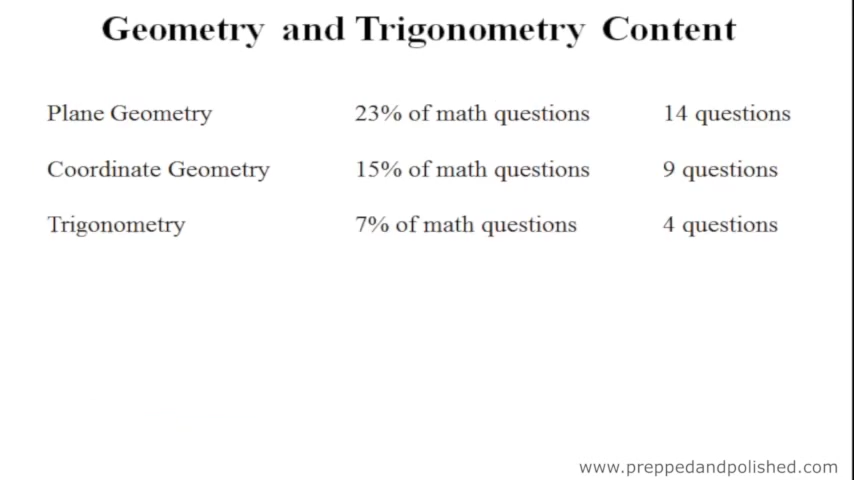 Geometry and Trigonometry Content
Plane Geometry 23% of math questions 14 questions
Coordinate Geometry 15% of math questions 9 questions
Trigonometry 7% of math questions 4 questions
www.preppedandpolished.com